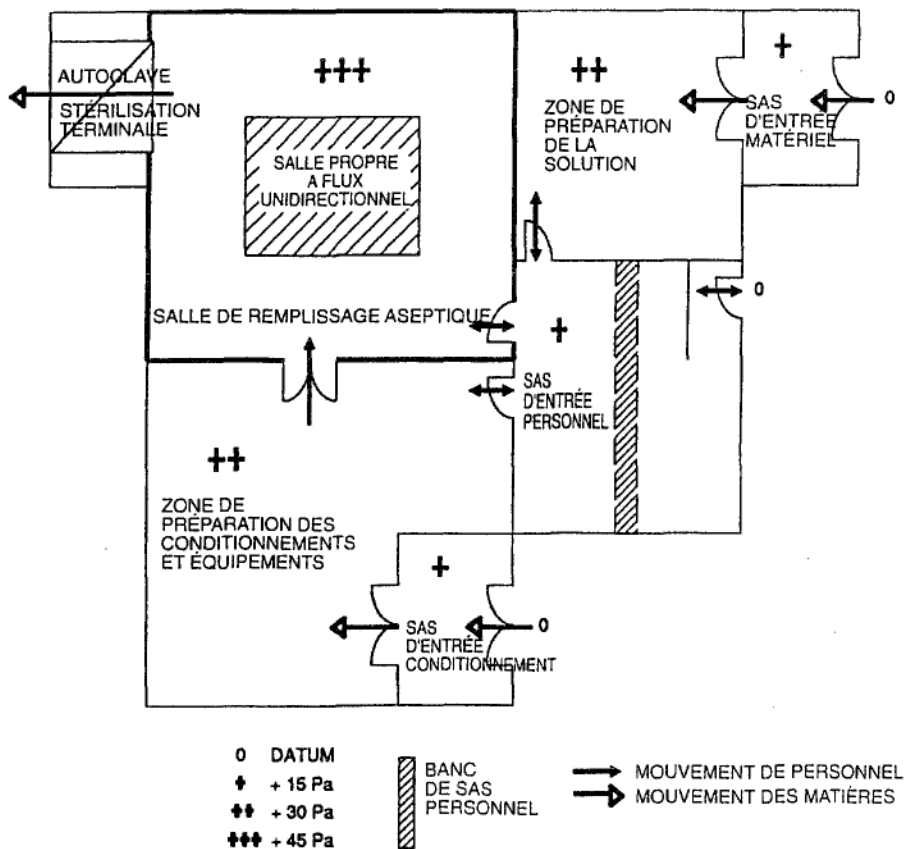 AUTOCLAVE
STÉRILISATION
TERMINALE
+++
SALLE PROPRE
A FLUX
UNIDIRECTIONNEL
SALLE DE REMPLISSAGE ASEPTIQUE
++
ZONE DE
PRÉPARATION
DE LA
SOLUTION
+
SAS
D'ENTRÉE
MATÉRIEL
0
0
+
SAS
D'ENTRÉE
PERSONNEL
++
ZONE DE
PRÉPARATION DES
CONDITIONNEMENTS
ET ÉQUIPEMENTS
+
SAS
D'ENTRÉE
CONDITIONNEMENT
0
0 DATUM
+ + 15 Pa
++ + 30 Pa
+++ + 45 Pa
BANC
DE SAS
PERSONNEL
MOUVEMENT DE PERSONNEL
MOUVEMENT DES MATIÈRES